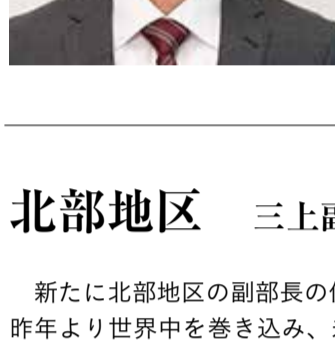 北部地区 三上副
新たに北部地区の副部長の
昨年より世界中を巻き込み、